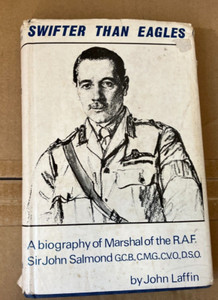 SWIFTER THAN EAGLES
A biography of Marshal of the R.A.F.
Sir John Salmond G.C.B., C.M.G., C.V.O., D.S.O.
by John Laffin